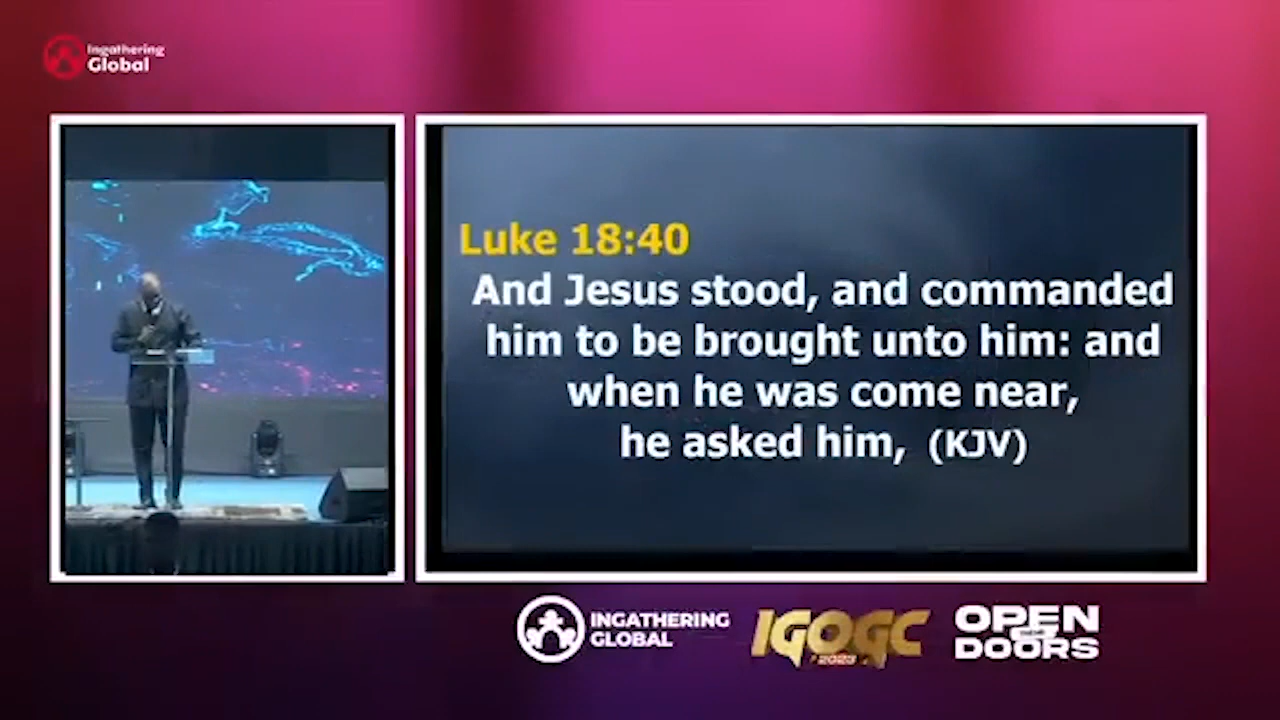 Ingathering
Global
Luke 18:40
And Jesus stood, and commanded
him to be brought unto him: and
when he was come near,
he asked him, (KJV)
INGATHERING
GLOBAL
IGOGC
2023
OPEN
DOORS